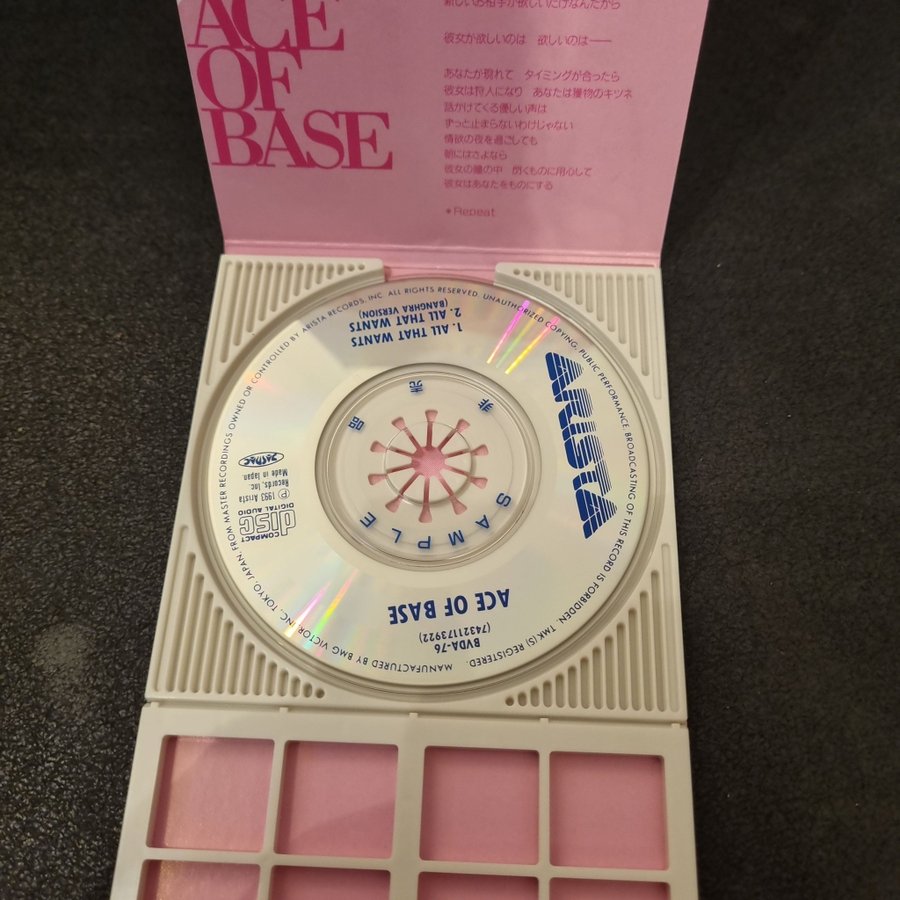 ACE
OF
BASE
新しいお相手が欲しいだけなんだから
彼女が欲しいのは 欲しいのは──
あなたが現れて タイミングが合ったら
彼女は狩人になり あなたは獲物のキツネ
話かけてくる優しい声は
ずっと止まらないわけじゃない
情欲の夜を過ごしても
朝にはさよなら
彼女の瞳の中 閃くものに用心して
彼女はあなたをものにする
*Repeat
ARISTA
ACE OF BASE
BVDA-76
(74321173922)
1. ALL THAT WANTS
2. ALL THAT WANTS
(BANGHRA VERSION)
COMPACT
disc
DIGITAL AUDIO
Ⓟ 1993 Arista
Records, Inc.
Made in Japan
JASRAC
SAMPLE
非売品
MANUFACTURED BY BMG VICTOR INC. TOKYO, JAPAN, FROM MASTER RECORDINGS OWNED OR CONTROLLED BY ARISTA RECORDS, INC. ALL RIGHTS RESERVED. UNAUTHORIZED COPYING, PUBLIC PERFORMANCE, BROADCASTING OF THIS RECORD IS FORBIDDEN. TMK(S) REGISTERED.